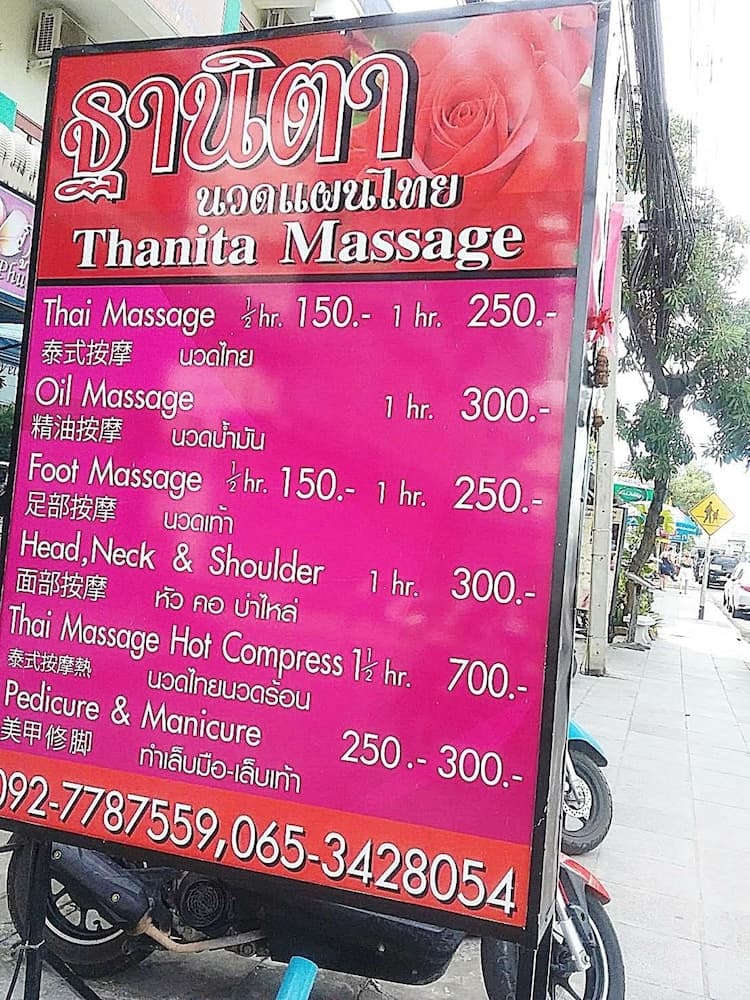 ฐานิตา
นวดแผนไทย
Thanita Massage
Thai Massage ½hr. 150.- 1 hr. 250.-
泰式按摩 นวดไทย
Oil Massage 1 hr. 300.-
精油按摩 นวดน้ำมัน
Foot Massage ½hr. 150.- 1 hr. 250.-
足部按摩 นวดเท้า
Head,Neck & Shoulder 1 hr. 300.-
面部按摩 หัว คอ บ่าไหล่
Thai Massage Hot Compress 1½ hr. 700.-
泰式按摩熱 นวดไทยนวดร้อน
Pedicure & Manicure 250.- 300.-
美甲修脚 ทำเล็บมือ-เล็บเท้า
092-7787559,065-3428054